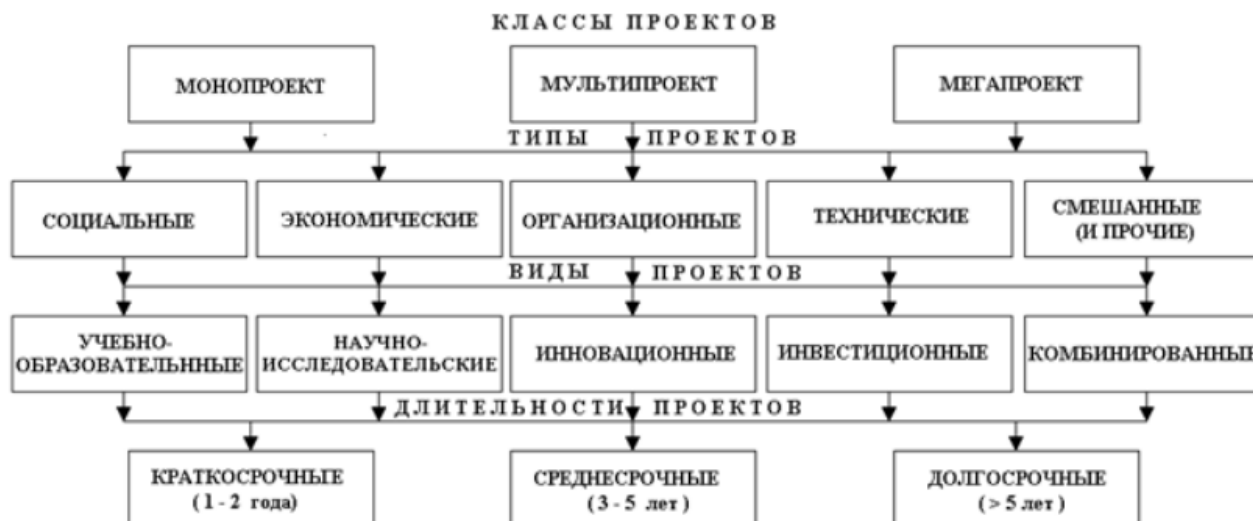 КЛАССЫ ПРОЕКТОВ
МОНОПРОЕКТ
МУЛЬТИПРОЕКТ
МЕГАПРОЕКТ
ТИПЫ ПРОЕКТОВ
СОЦИАЛЬНЫЕ
ЭКОНОМИЧЕСКИЕ
ОРГАНИЗАЦИОННЫЕ
ТЕХНИЧЕСКИЕ
СМЕШАННЫЕ
(И ПРОЧИЕ)
ВИДЫ ПРОЕКТОВ
УЧЕБНО-
ОБРАЗОВАТЕЛЬННЫЕ
НАУЧНО-
ИССЛЕДОВАТЕЛЬСКИЕ
ИННОВАЦИОННЫЕ
ИНВЕСТИЦИОННЫЕ
КОМБИНИРОВАННЫЕ
ДЛИТЕЛЬНОСТИ ПРОЕКТОВ
КРАТКОСРОЧНЫЕ
(1 - 2 года)
СРЕДНЕСРОЧНЫЕ
(3 - 5 лет)
ДОЛГОСРОЧНЫЕ
(> 5 лет)